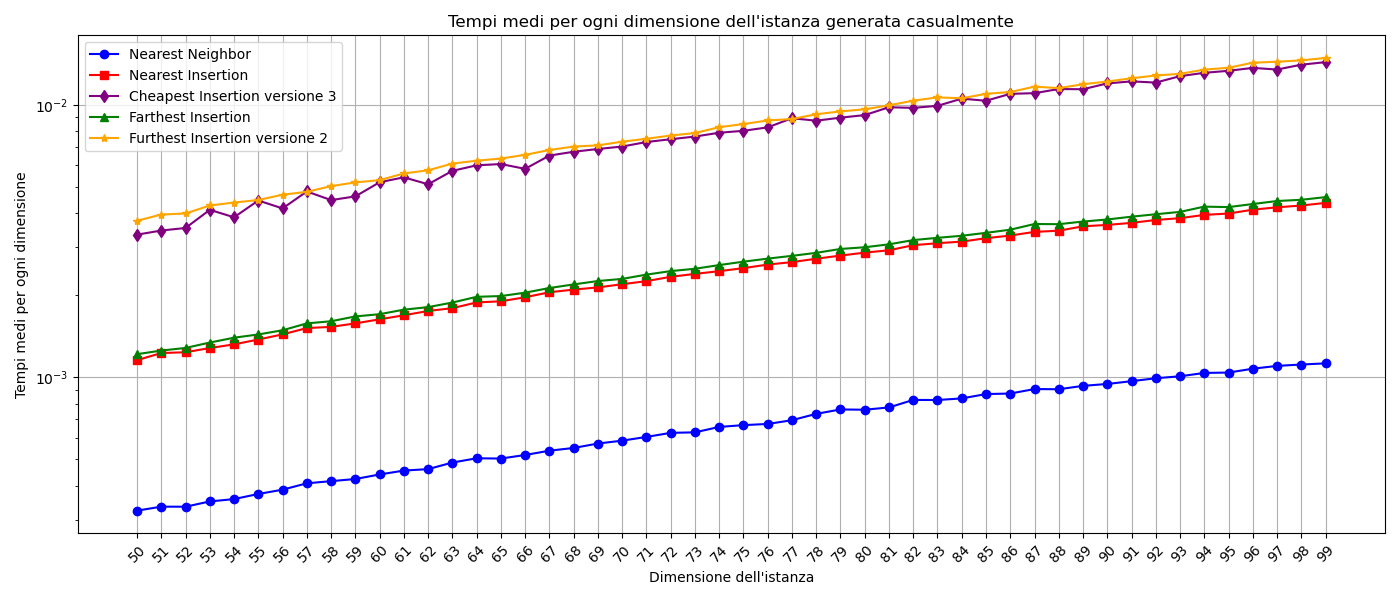 Tempi medi per ogni dimensione dell'istanza generata casualmente
Nearest Neighbor
Nearest Insertion
Cheapest Insertion versione 3
Farthest Insertion
Furthest Insertion versione 2
Tempi medi per ogni dimensione
10⁻²
10⁻³
50 51 52 53 54 55 56 57 58 59 60 61 62 63 64 65 66 67 68 69 70 71 72 73 74 75 76 77 78 79 80 81 82 83 84 85 86 87 88 89 90 91 92 93 94 95 96 97 98 99
Dimensione dell'istanza